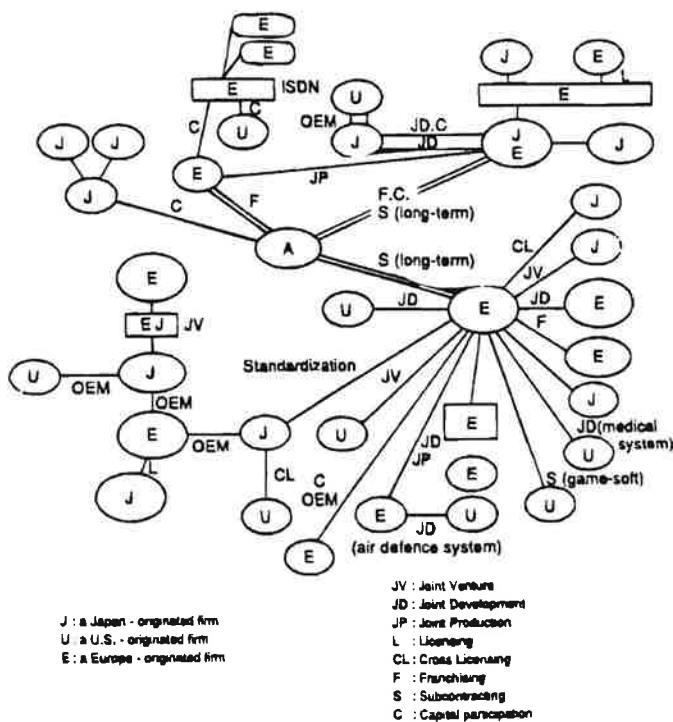 E
E
E ISDN
C
C U
J E
L
E
U
OEM
J
JD.C
JD
J
E
J
J J
J
C
E
F
JP
F.C.
S (long-term)
A
S (long-term)
CL J
JV J
E
JV
E J
U JD E JD E
F E
U OEM J
Standardization
JV
J
OEM
E OEM J
L
J
CL
U
U
C
OEM
E
JD
JP
E
E
E JD U
(air defence system)
JD(medical
system)
U
S (game-soft)
U
J : a Japan - originated firm
U : a U.S. - originated firm
E : a Europe - originated firm
JV : Joint Venture
JD : Joint Development
JP : Joint Production
L : Licensing
CL : Cross Licensing
F : Franchising
S : Subcontracting
C : Capital participation